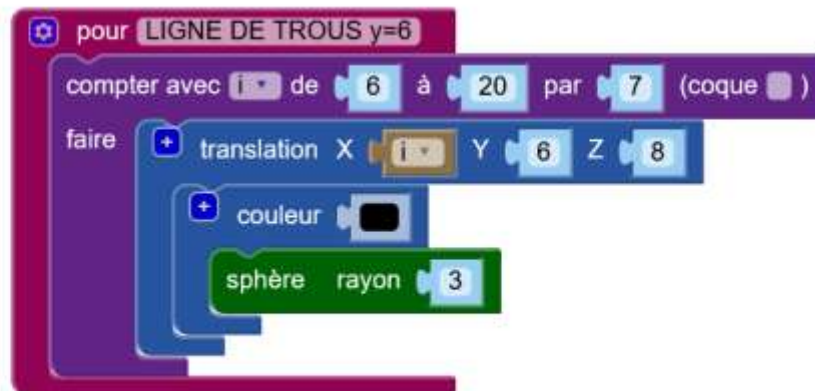 pour LIGNE DE TROUS y=6
compter avec i de 6 à 20 par 7 (coque )
faire translation X i Y 6 Z 8
couleur
sphère rayon 3